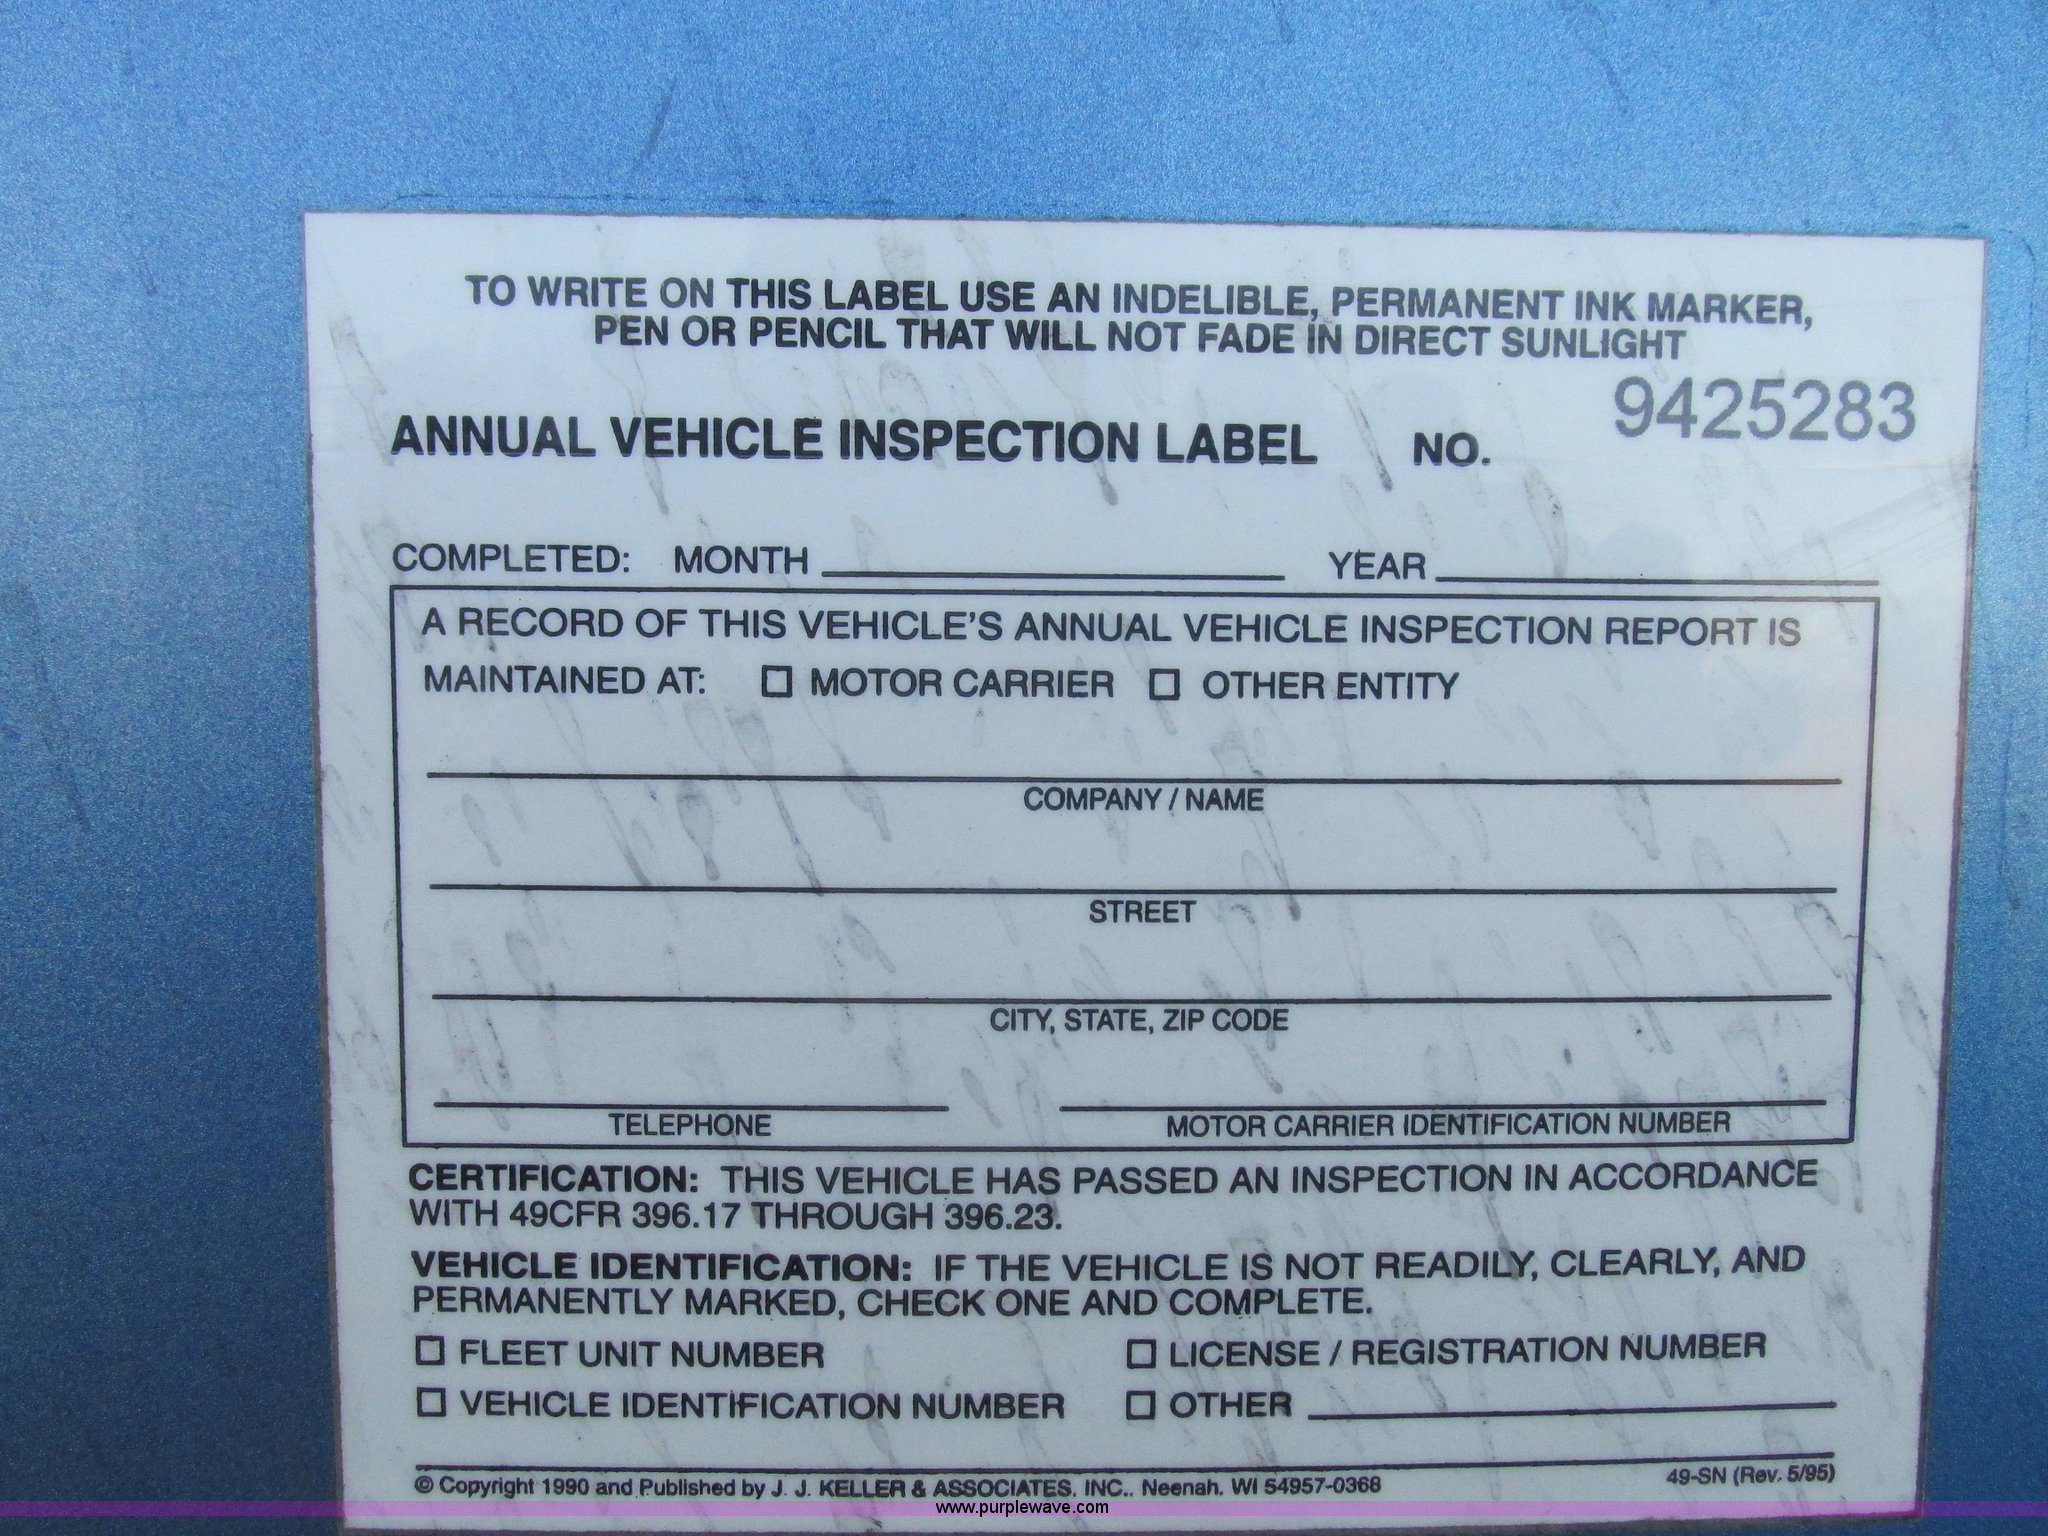 TO WRITE ON THIS LABEL USE AN INDELIBLE, PERMANENT INK MARKER,
PEN OR PENCIL THAT WILL NOT FADE IN DIRECT SUNLIGHT
ANNUAL VEHICLE INSPECTION LABEL NO. 9425283
COMPLETED: MONTH YEAR
A RECORD OF THIS VEHICLE'S ANNUAL VEHICLE INSPECTION REPORT IS
MAINTAINED AT: MOTOR CARRIER OTHER ENTITY
COMPANY / NAME
STREET
CITY, STATE, ZIP CODE
TELEPHONE MOTOR CARRIER IDENTIFICATION NUMBER
CERTIFICATION: THIS VEHICLE HAS PASSED AN INSPECTION IN ACCORDANCE
WITH 49CFR 396.17 THROUGH 396.23.
VEHICLE IDENTIFICATION: IF THE VEHICLE IS NOT READILY, CLEARLY, AND
PERMANENTLY MARKED, CHECK ONE AND COMPLETE.
FLEET UNIT NUMBER LICENSE / REGISTRATION NUMBER
VEHICLE IDENTIFICATION NUMBER OTHER
© Copyright 1990 and Published by J. J. KELLER & ASSOCIATES, INC., Neenah, WI 54957-0368 49-SN (Rev. 5/95)
www.purplewave.com